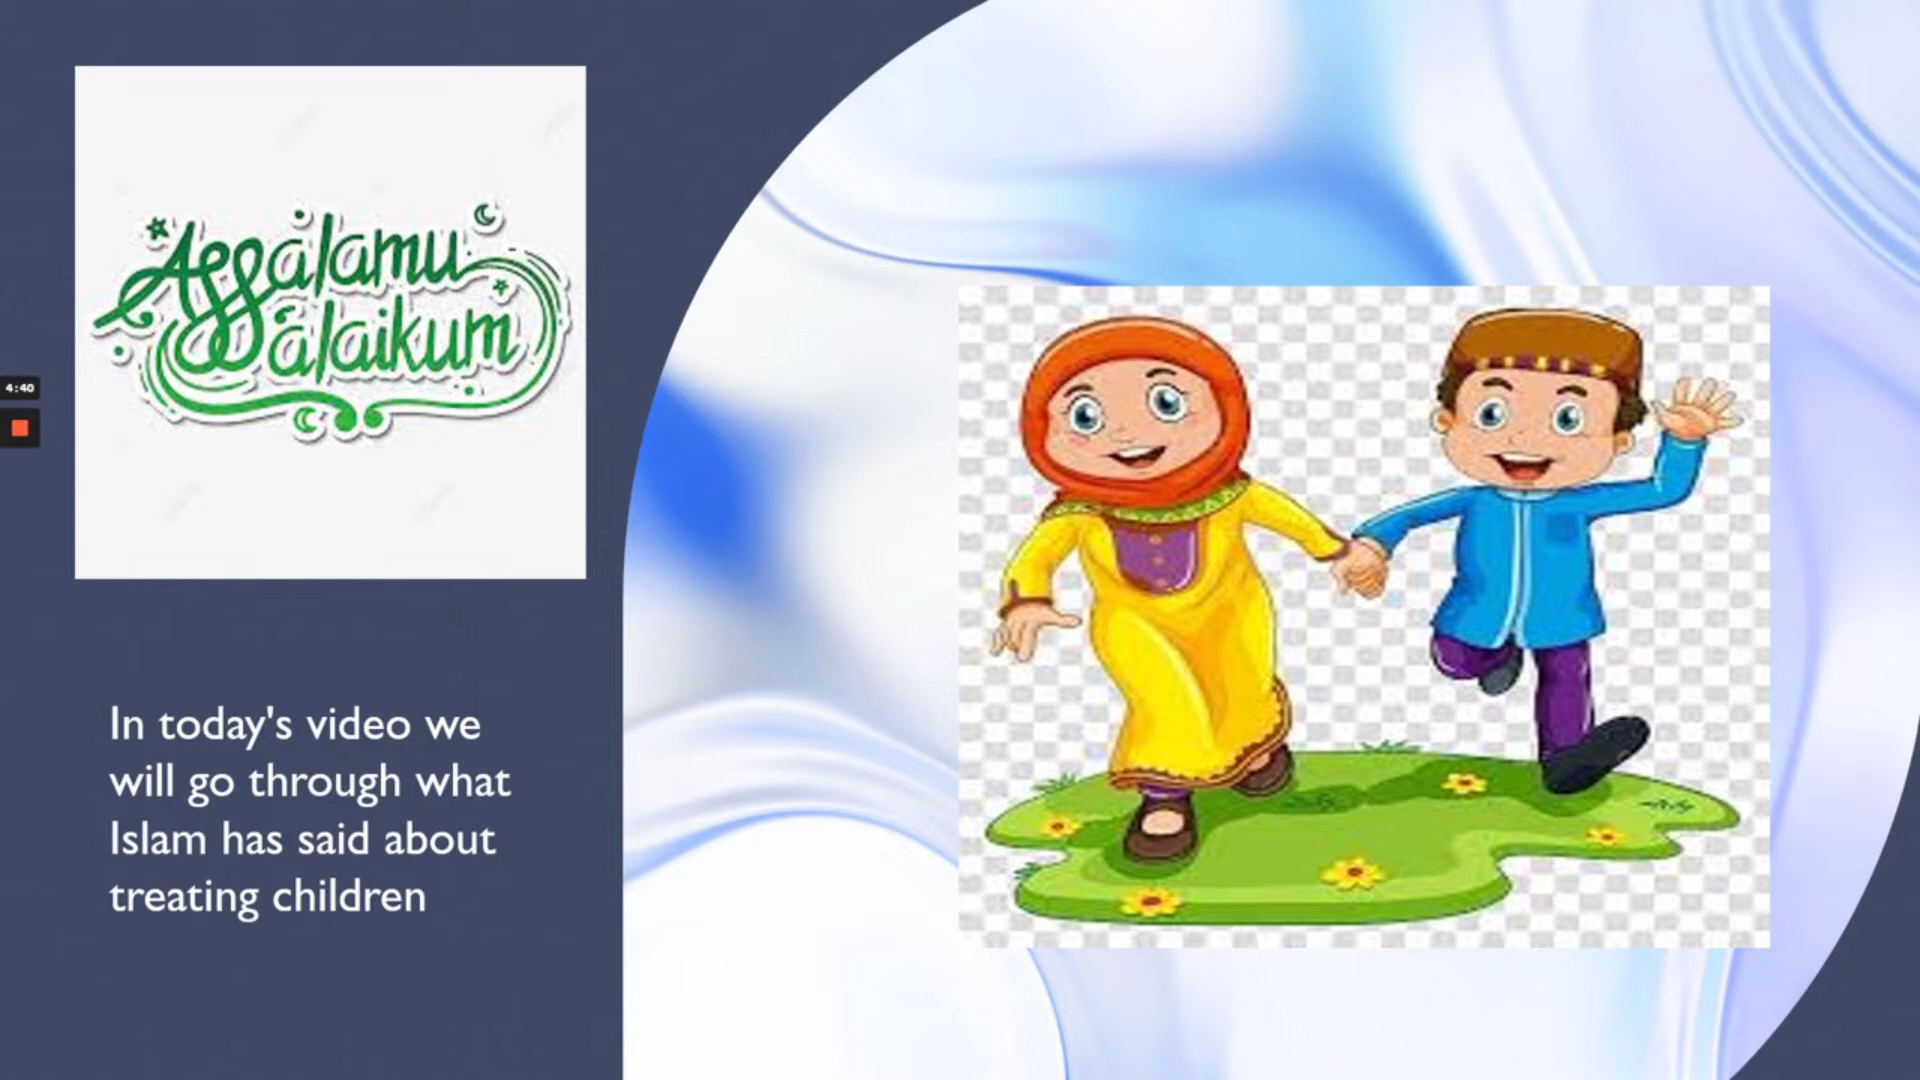 Assalamu
alaikum
4:40
In today's video we
will go through what
Islam has said about
treating children